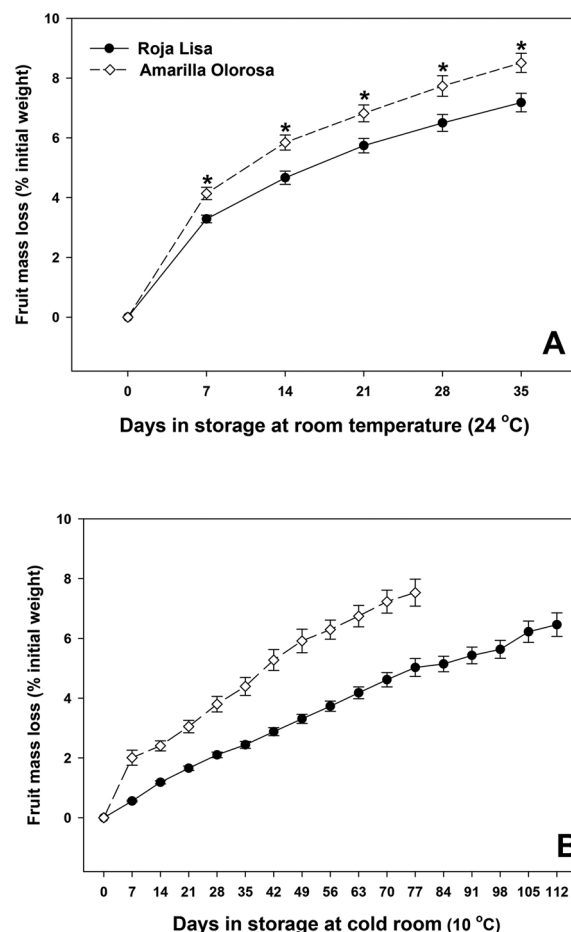 10
8
6
4
2
0
Fruit mass loss (% initial weight)
Roja Lisa
Amarilla Olorosa
* * * * *
A
0 7 14 21 28 35
Days in storage at room temperature (24 °C)
10
8
6
4
2
0
Fruit mass loss (% initial weight)
B
0 7 14 21 28 35 42 49 56 63 70 77 84 91 98 105 112
Days in storage at cold room (10 °C)